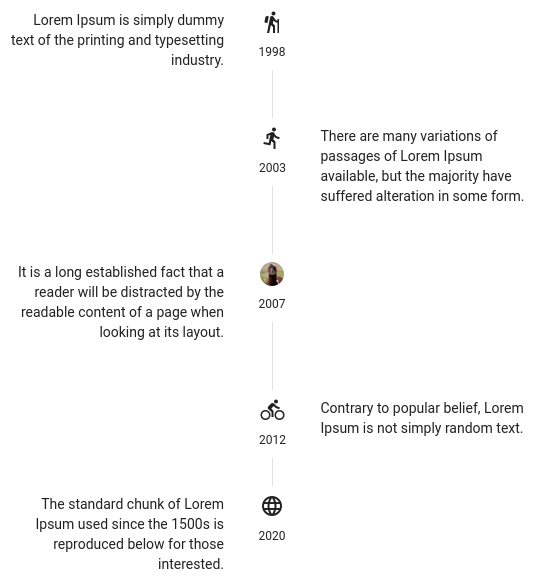 Lorem Ipsum is simply dummy
text of the printing and typesetting
industry.
1998
2003
There are many variations of
passages of Lorem Ipsum
available, but the majority have
suffered alteration in some form.
It is a long established fact that a
reader will be distracted by the
readable content of a page when
looking at its layout.
2007
2012
Contrary to popular belief, Lorem
Ipsum is not simply random text.
The standard chunk of Lorem
Ipsum used since the 1500s is
reproduced below for those
interested.
2020